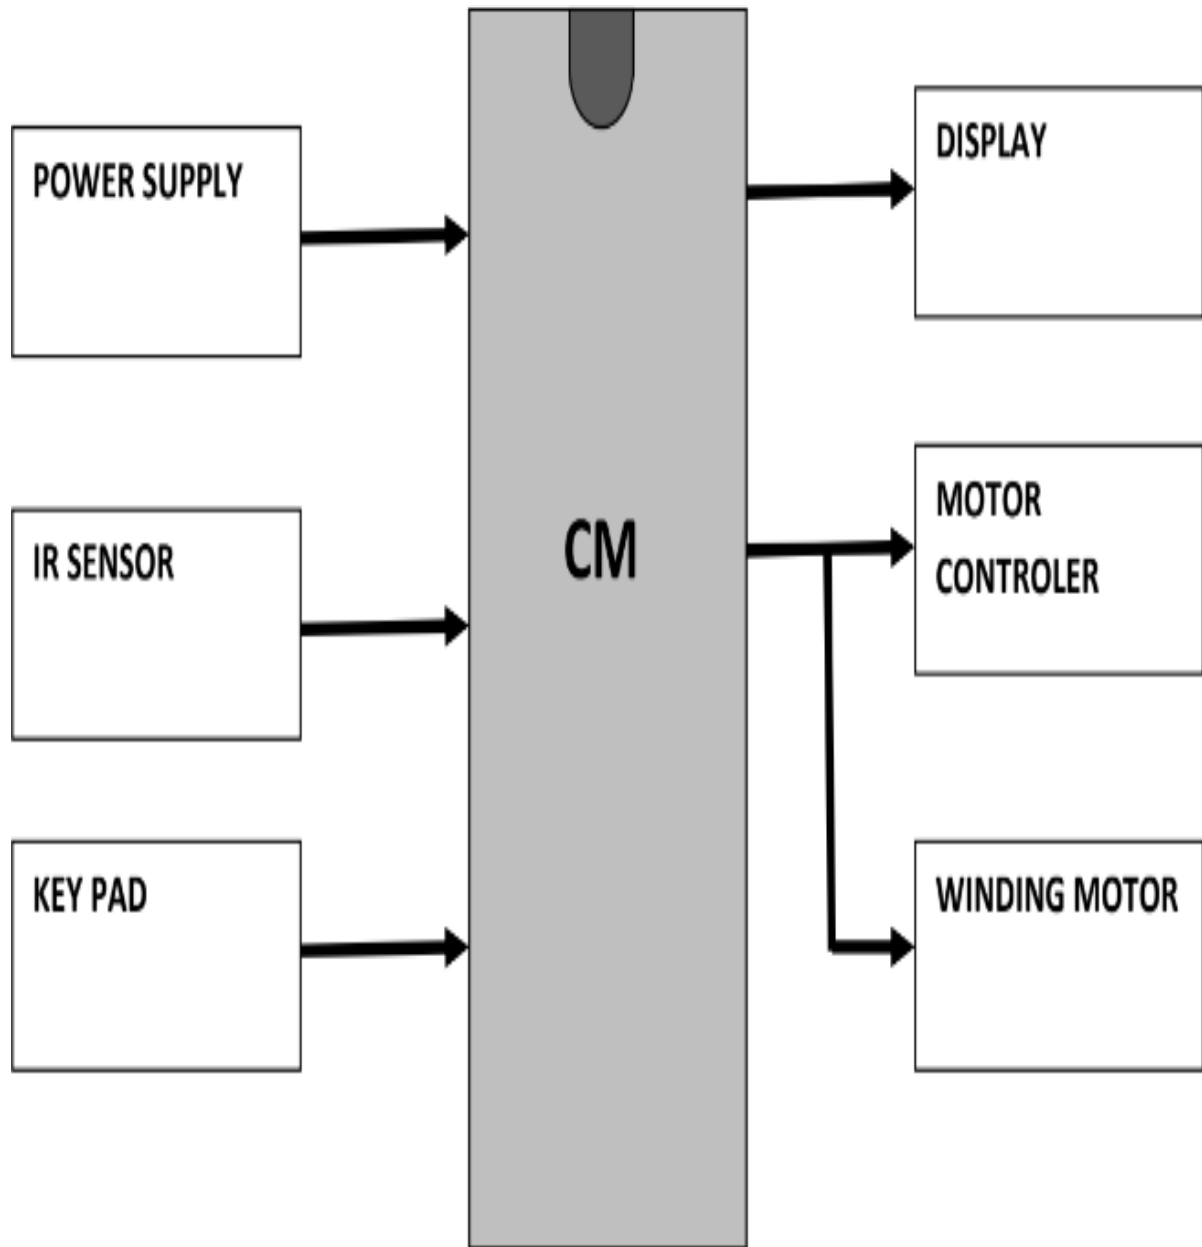 POWER SUPPLY
IR SENSOR
KEY PAD
CM
DISPLAY
MOTOR
CONTROLER
WINDING MOTOR